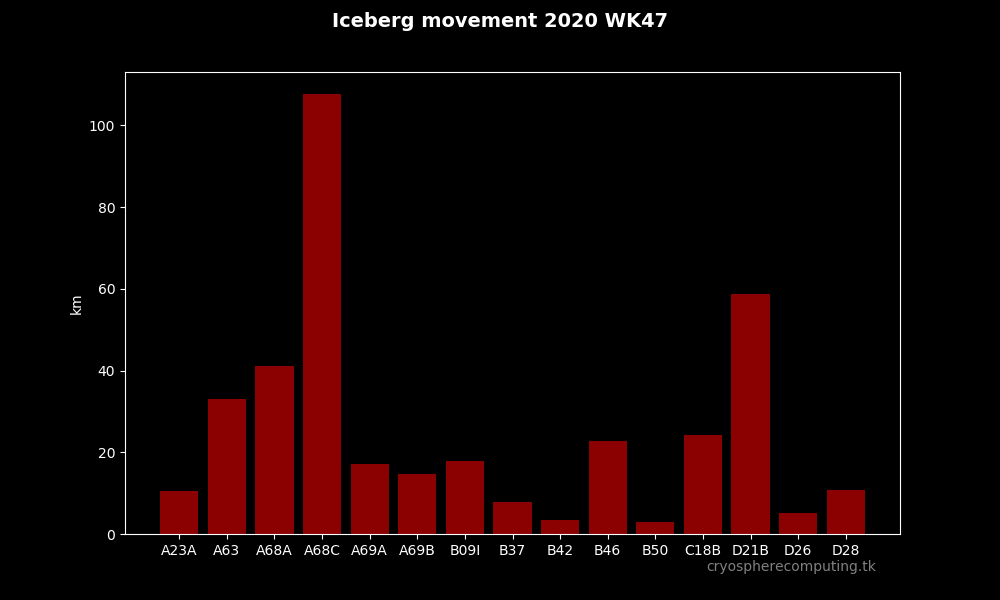 Iceberg movement 2020 WK47
100
80
60
40
20
0
km
A23A A63 A68A A68C A69A A69B B09I B37 B42 B46 B50 C18B D21B D26 D28
cryospherecomputing.tk